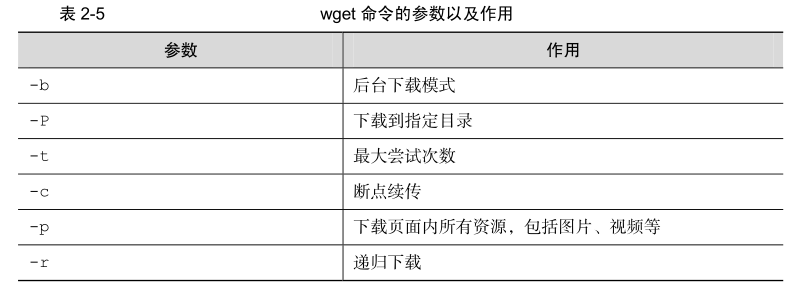 表 2-5 wget 命令的参数以及作用
参数 作用
-b 后台下载模式
-P 下载到指定目录
-t 最大尝试次数
-c 断点续传
-p 下载页面内所有资源，包括图片、视频等
-r 递归下载